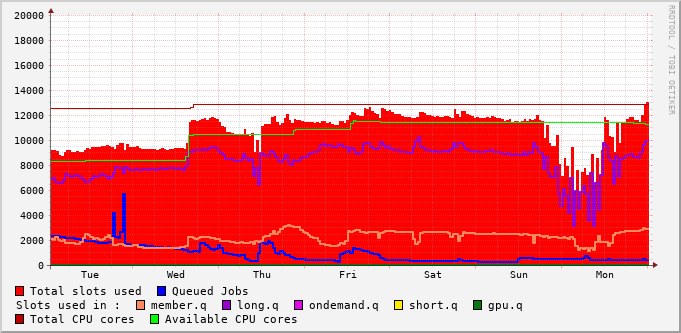 20000
18000
16000
14000
12000
10000
8000
6000
4000
2000
0
Tue Wed Thu Fri Sat Sun Mon
RRDTOOL / TOBI OETIKER
Total slots used Queued Jobs
Slots used in : member.q long.q ondemand.q short.q gpu.q
Total CPU cores Available CPU cores